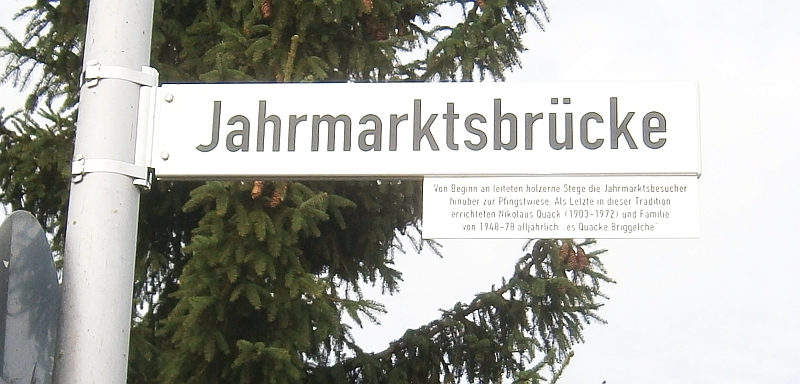 Jahrmarktsbrücke
Von Beginn an leiteten hölzerne Stege die Jahrmarktsbesucher
hinüber zur Pfingstwiese. Als Letzte in dieser Tradition
errichteten Nikolaus Quack (1903-1972) und Familie
von 1948-78 alljährlich „es Quacke Briggelche“